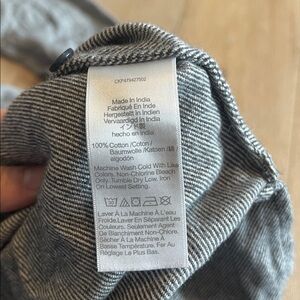 Made In India
Fabriqué En Inde
Hergestellt In Indien
Vervaardigd In India
インド製
hecho en India
100% Cotton /Coton /
Baumwolle /Katoen /綿 /
algodón
Machine Wash Cold With Like
Colors, Non-Chlorine Bleach
Only, Tumble Dry Low, Iron
On Lowest Setting.
Laver À La Machine À L'eau
Froide,Laver En Séparant Les
Couleurs. Seulement Agent
De Blanchiment Non-Chloré.
Sécher À La Machine À
Basse Température. Fer Au
Réglage Le Plus Bas.